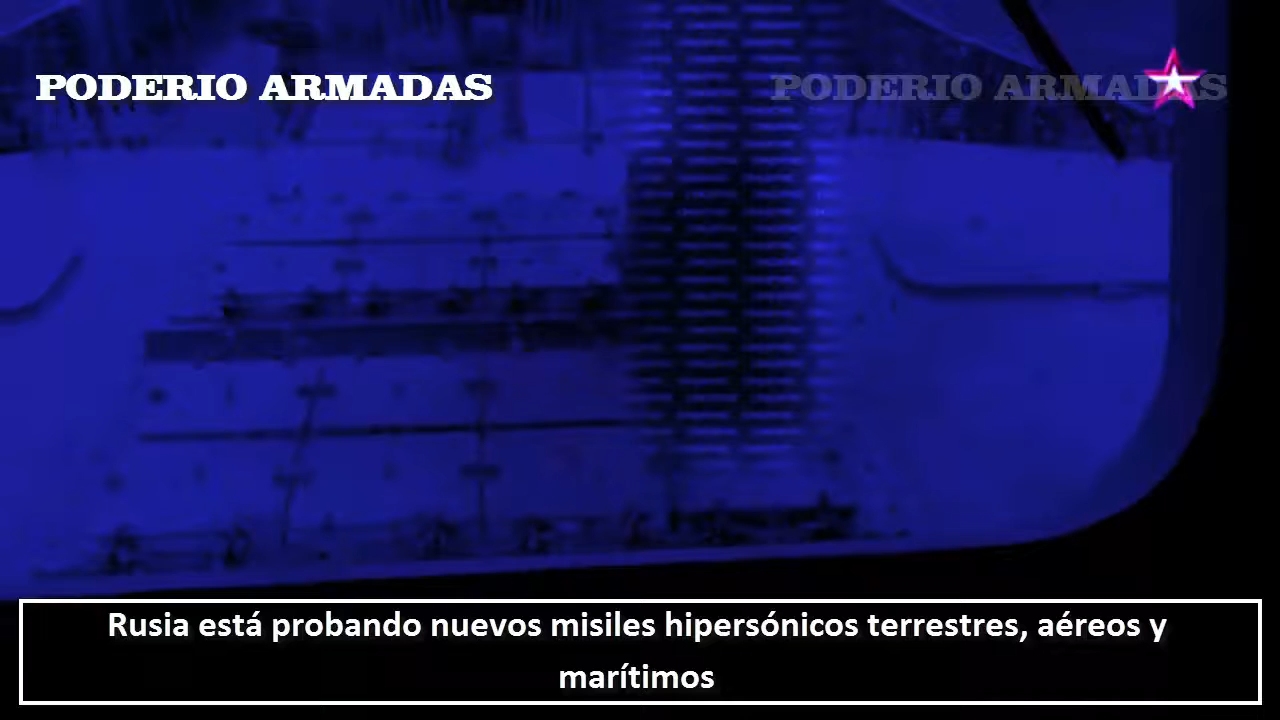 PODERIO ARMADAS
PODERIO ARMADAS
Rusia está probando nuevos misiles hipersónicos terrestres, aéreos y
marítimos